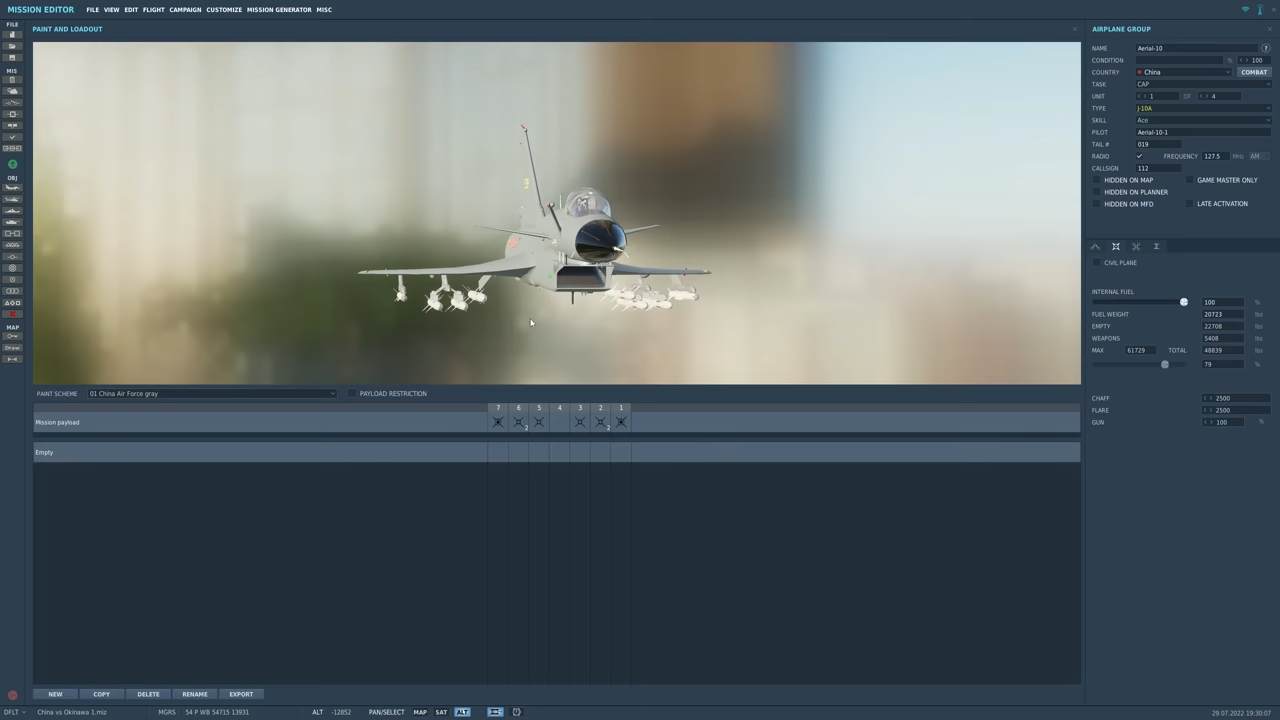 MISSION EDITOR FILE VIEW EDIT FLIGHT CAMPAIGN CUSTOMIZE MISSION GENERATOR MISC
FILE
PAINT AND LOADOUT
AIRPLANE GROUP
NAME Aerial-10 ?
CONDITION % < > 100
COUNTRY China COMBAT
MIS
TASK CAP
UNIT < > 1 OF < > 4
TYPE J-10A
SKILL Ace
PILOT Aerial-10-1
TAIL # 019
RADIO FREQUENCY 127.5 MHz AM
CALLSIGN 112
OBJ
HIDDEN ON MAP GAME MASTER ONLY
HIDDEN ON PLANNER
HIDDEN ON MFD LATE ACTIVATION
CIVIL PLANE
INTERNAL FUEL
100 %
FUEL WEIGHT 20723 lbs
EMPTY 22708 lbs
MAP
WEAPONS 5408 lbs
Draw
MAX 61729 TOTAL 48839 lbs
79 %
PAINT SCHEME 01 China Air Force gray PAYLOAD RESTRICTION
CHAFF < > 2500
FLARE < > 2500
GUN < > 100 %
7 6 5 4 3 2 1
Mission payload 2 2
Empty
NEW COPY DELETE RENAME EXPORT
DFLT China vs Okinawa 1.miz MGRS 54 P WB 54715 13931 ALT -12852 PAN/SELECT MAP SAT ALT 29.07.2022 19:30:07